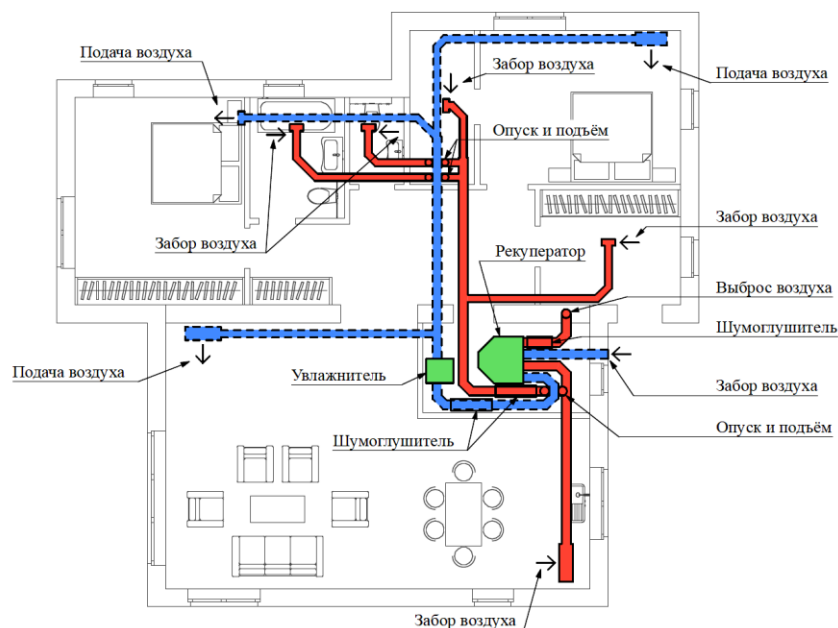 Подача воздуха
Забор воздуха
Подача воздуха
Опуск и подъём
Забор воздуха
Забор воздуха
Рекуператор
Выброс воздуха
Шумоглушитель
Подача воздуха
Увлажнитель
Забор воздуха
Шумоглушитель
Опуск и подъём
Забор воздуха